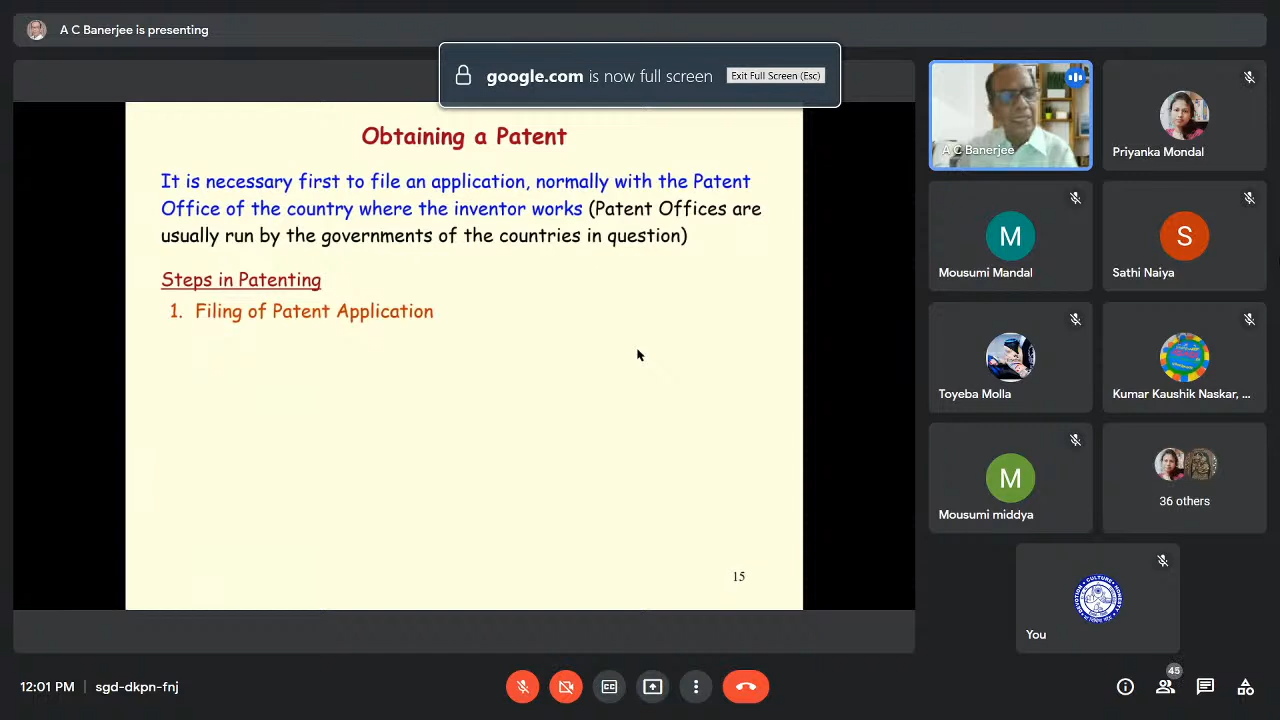 A C Banerjee is presenting
google.com is now full screen
Exit Full Screen (Esc)
Obtaining a Patent
It is necessary first to file an application, normally with the Patent
Office of the country where the inventor works (Patent Offices are
usually run by the governments of the countries in question)
Steps in Patenting
1. Filing of Patent Application
15
A C Banerjee
Priyanka Mondal
M
Mousumi Mandal
S
Sathi Naiya
Toyeba Molla
Kumar Kaushik Naskar, ...
M
Mousumi middya
36 others
CULTURE
You
12:01 PM
sgd-dkpn-fnj
CC
45